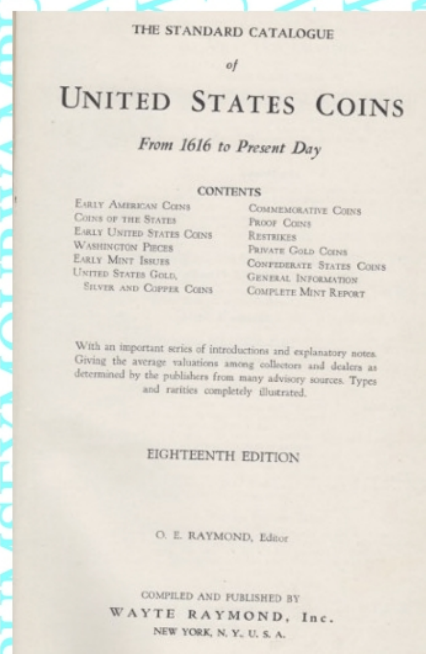 THE STANDARD CATALOGUE
of
UNITED STATES COINS
From 1616 to Present Day
CONTENTS
EARLY AMERICAN COINS
COINS OF THE STATES
EARLY UNITED STATES COINS
WASHINGTON PIECES
EARLY MINT ISSUES
UNITED STATES GOLD,
SILVER AND COPPER COINS
COMMEMORATIVE COINS
PROOF COINS
RESTRIKES
PRIVATE GOLD COINS
CONFEDERATE STATES COINS
GENERAL INFORMATION
COMPLETE MINT REPORT
With an important series of introductions and explanatory notes.
Giving the average valuations among collectors and dealers as
determined by the publishers from many advisory sources. Types
and rarities completely illustrated.
EIGHTEENTH EDITION
O. E. RAYMOND, Editor
COMPILED AND PUBLISHED BY
WAYTE RAYMOND, Inc.
NEW YORK, N. Y., U. S. A.